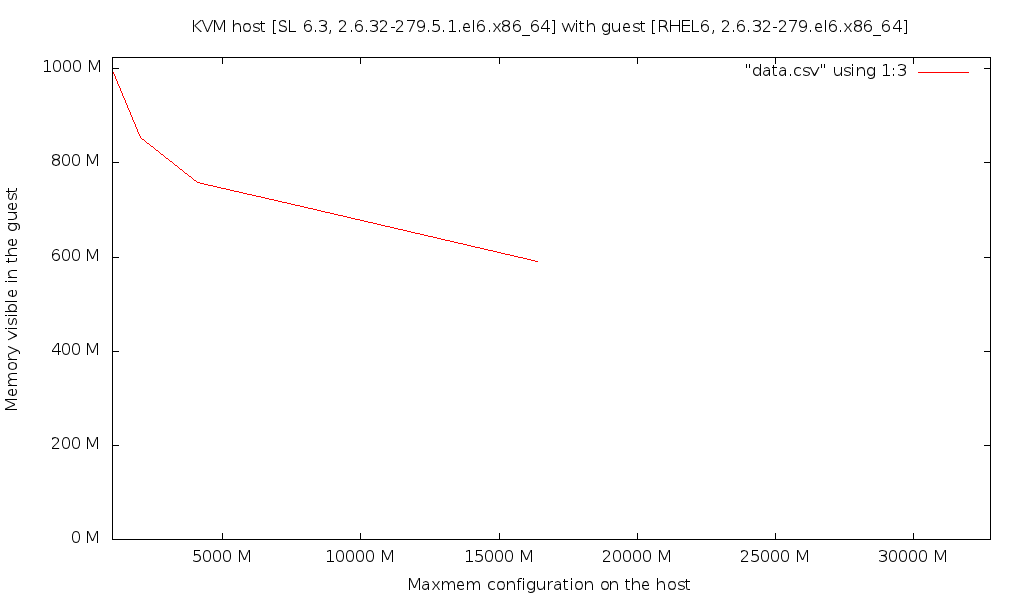 KVM host [SL 6.3, 2.6.32-279.5.1.el6.x86_64] with guest [RHEL6, 2.6.32-279.el6.x86_64]
"data.csv" using 1:3
1000 M
800 M
600 M
400 M
200 M
0 M
Memory visible in the guest
5000 M 10000 M 15000 M 20000 M 25000 M 30000 M
Maxmem configuration on the host